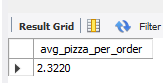 Result Grid Filter
avg_pizza_per_order
2.3220